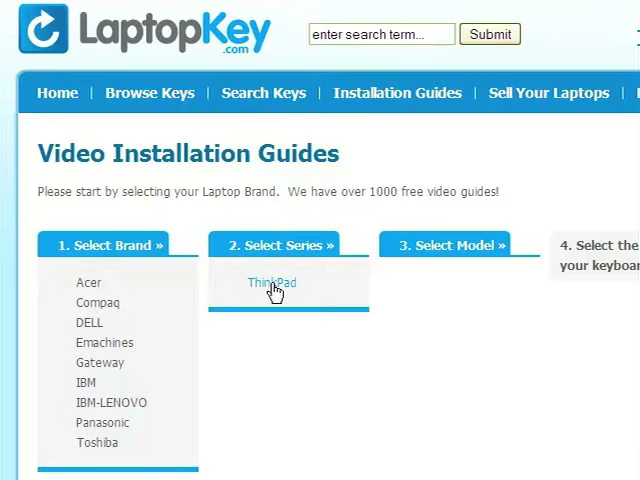 LaptopKey
.com
enter search term...
Submit
Home | Browse Keys | Search Keys | Installation Guides | Sell Your Laptops |
Video Installation Guides
Please start by selecting your Laptop Brand. We have over 1000 free video guides!
1. Select Brand »
2. Select Series »
3. Select Model »
4. Select the
your
Acer
Compaq
DELL
Emachines
Gateway
IBM
IBM-LENOVO
Panasonic
Toshiba
ThinkPad